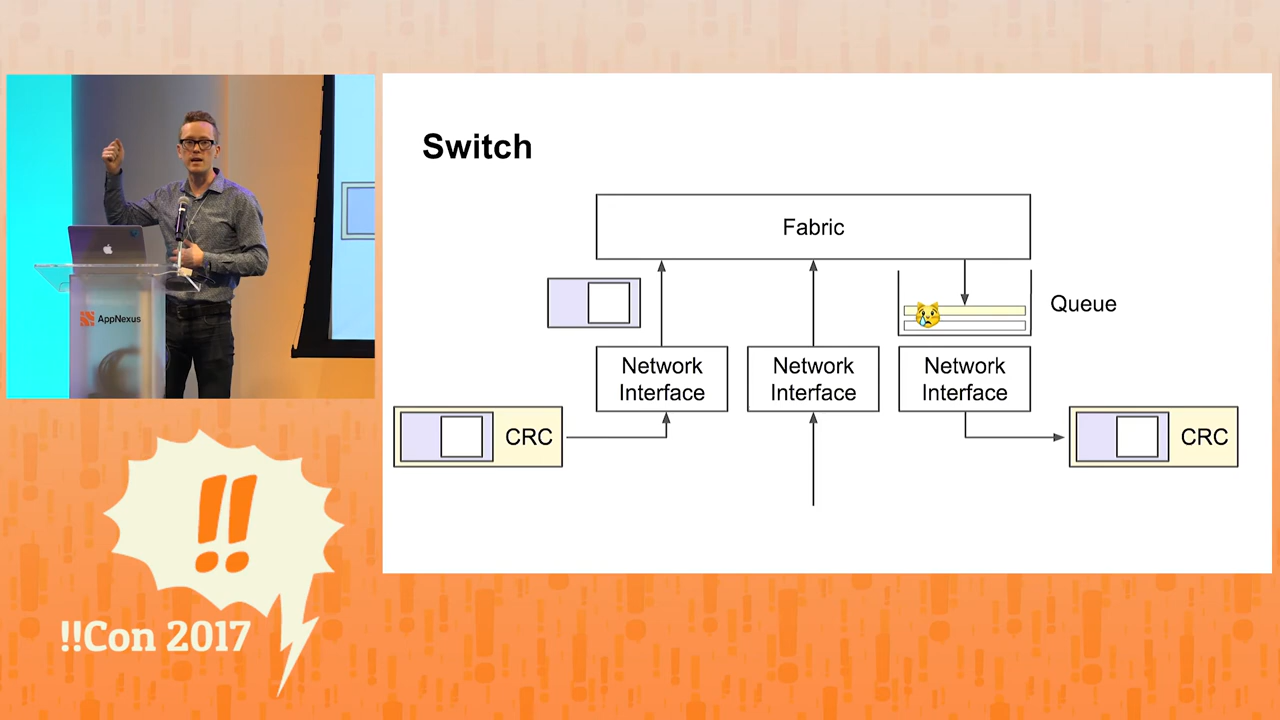 Switch
Fabric
Queue
Network
Interface
Network
Interface
Network
Interface
CRC
CRC
AppNexus
!!
!!Con 2017